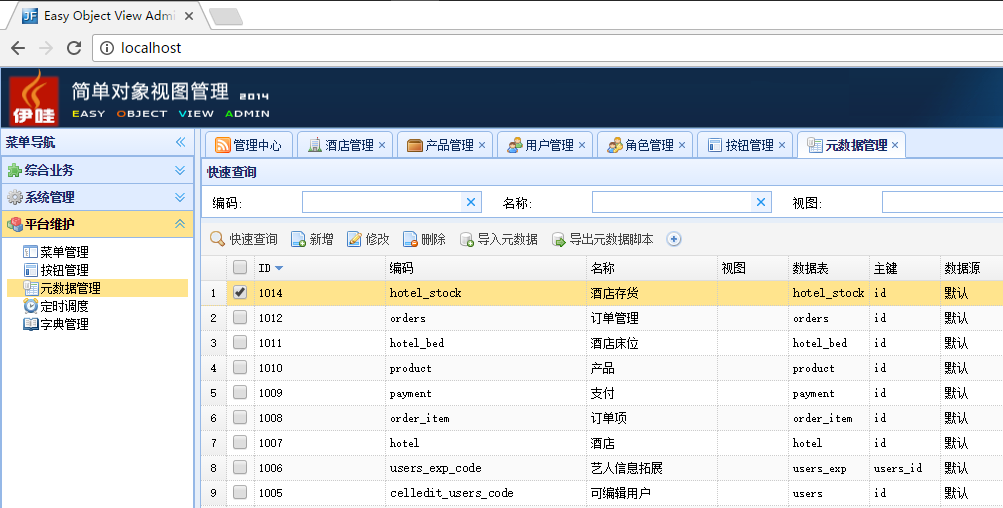 Easy Object View Admi
localhost
伊哇
简单对象视图管理 2014
EASY OBJECT VIEW ADMIN
菜单导航
综合业务
系统管理
平台维护
菜单管理
按钮管理
元数据管理
定时调度
字典管理
管理中心 酒店管理 产品管理 用户管理 角色管理 按钮管理 元数据管理
快速查询
编码: 名称: 视图:
快速查询 新增 修改 删除 导入元数据 导出元数据脚本
ID 编码 名称 视图 数据表 主键 数据源
1 1014 hotel_stock 酒店存货 hotel_stock id 默认
2 1012 orders 订单管理 orders id 默认
3 1011 hotel_bed 酒店床位 hotel_bed id 默认
4 1010 product 产品 product id 默认
5 1009 payment 支付 payment id 默认
6 1008 order_item 订单项 order_item id 默认
7 1007 hotel 酒店 hotel id 默认
8 1006 users_exp_code 艺人信息拓展 users_exp users_id 默认
9 1005 celledit_users_code 可编辑用户 users id 默认